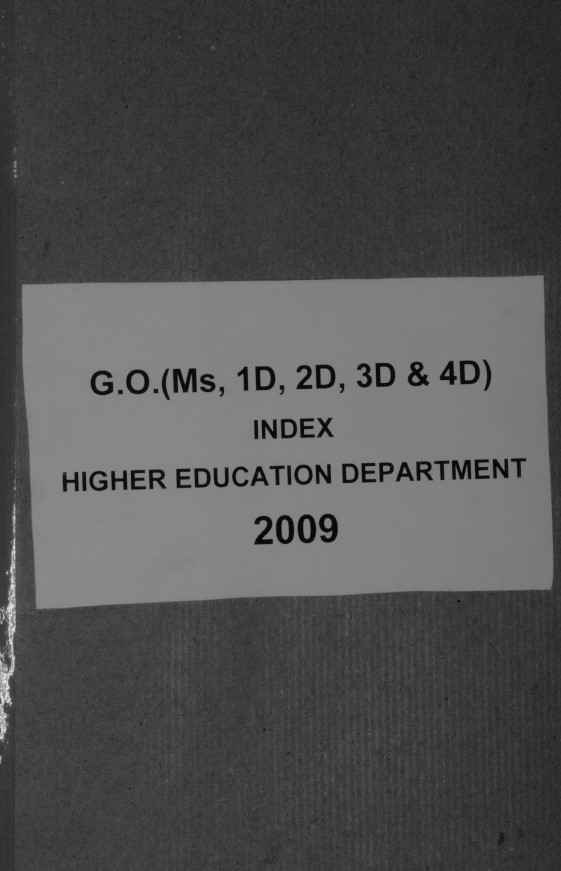 G.O.(Ms, 1D, 2D, 3D & 4D)
INDEX
HIGHER EDUCATION DEPARTMENT
2009